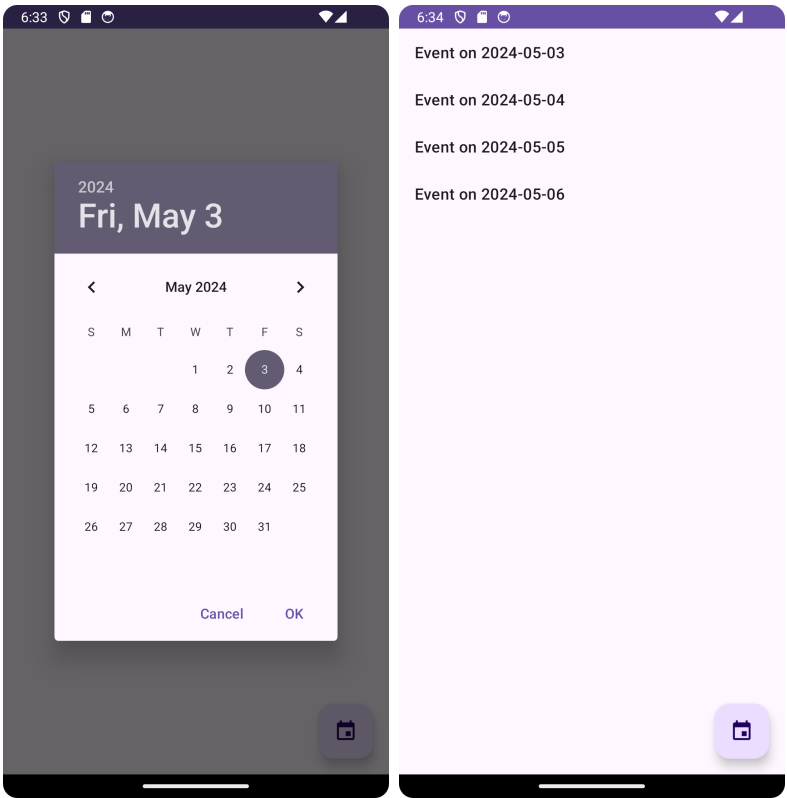 6:33
2024
Fri, May 3
May 2024
S M T W T F S
1 2 3 4
5 6 7 8 9 10 11
12 13 14 15 16 17 18
19 20 21 22 23 24 25
26 27 28 29 30 31
Cancel OK
6:34
Event on 2024-05-03
Event on 2024-05-04
Event on 2024-05-05
Event on 2024-05-06